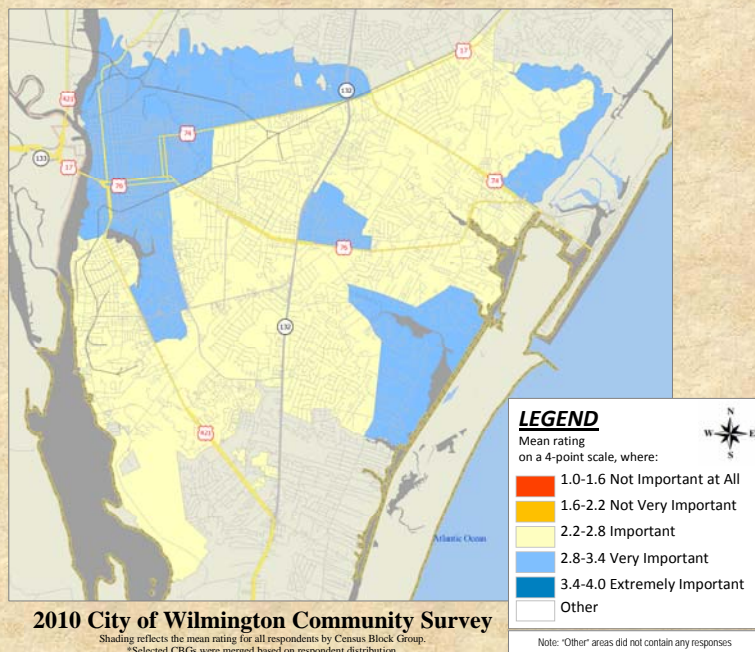 17
132
421
74
133
17
76
74
76
132
421
Atlantic Ocean
LEGEND
N
W E
S
Mean rating
on a 4-point scale, where:
1.0-1.6 Not Important at All
1.6-2.2 Not Very Important
2.2-2.8 Important
2.8-3.4 Very Important
3.4-4.0 Extremely Important
Other
2010 City of Wilmington Community Survey
Shading reflects the mean rating for all respondents by Census Block Group.
*Selected CBGs were merged based on respondent distribution
Note: "Other" areas did not contain any responses